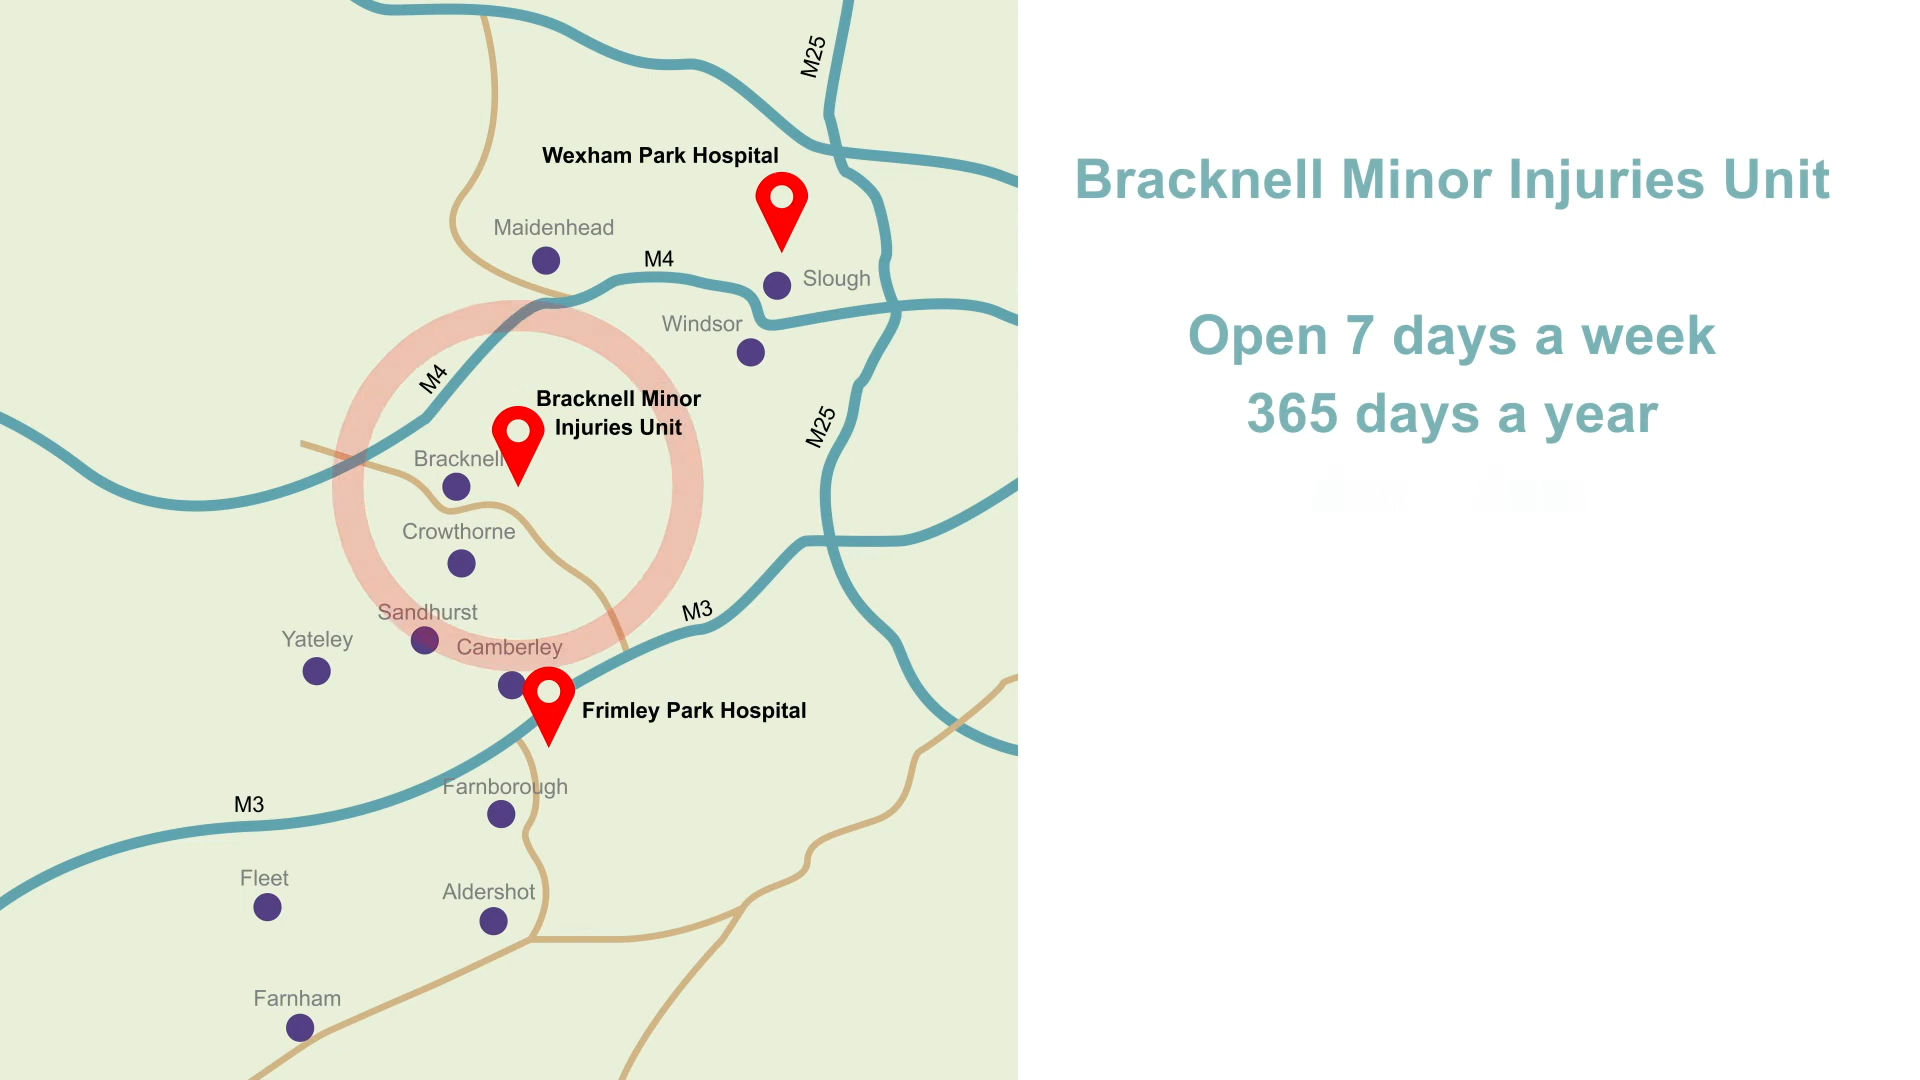 M25
Wexham Park Hospital
Maidenhead
M4
Slough
Windsor
M4
Bracknell Minor
Injuries Unit
M25
Bracknell
Crowthorne
Sandhurst
M3
Yateley
Camberley
Frimley Park Hospital
Farnborough
M3
Fleet
Aldershot
Farnham
Bracknell Minor Injuries Unit
Open 7 days a week
365 days a year